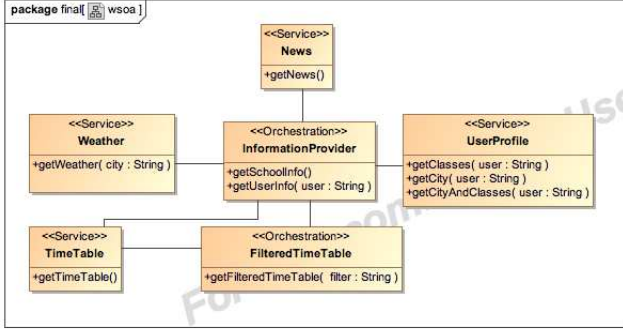 package final[ wsoa ]
<<Service>>
News
+getNews()
<<Service>>
Weather
+getWeather( city : String )
<<Orchestration>>
InformationProvider
+getSchoolInfo()
+getUserInfo( user : String )
<<Service>>
UserProfile
+getClasses( user : String )
+getCity( user : String )
+getCityAndClasses( user : String )
<<Service>>
TimeTable
+getTimeTable()
<<Orchestration>>
FilteredTimeTable
+getFilteredTimeTable( filter : String )